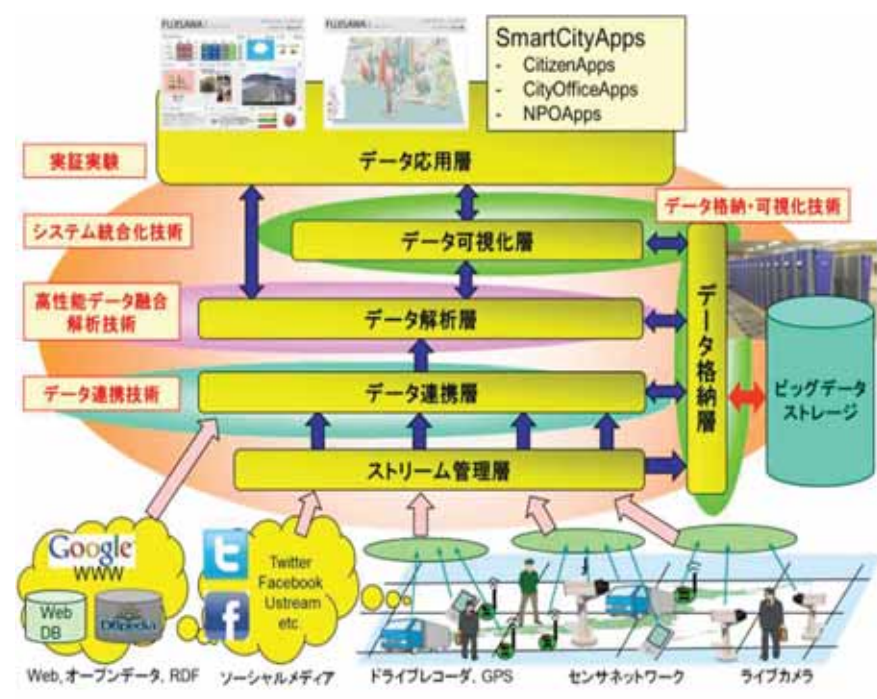 FUJISAWA
FUJISAWA
SmartCityApps
- CitizenApps
- CityOfficeApps
- NPOApps
データ応用層
実証実験
データ格納・可視化技術
システム統合化技術
データ可視化層
高性能データ融合
解析技術
データ解析層
データ格納層
データ連携技術
データ連携層
ビッグデータ
ストレージ
ストリーム管理層
Google
WWW
Web
DB
DBpedia
Twitter
Facebook
Ustream
etc
Web, オープンデータ, RDF
ソーシャルメディア
ドライブレコーダ, GPS
センサネットワーク
ライブカメラ